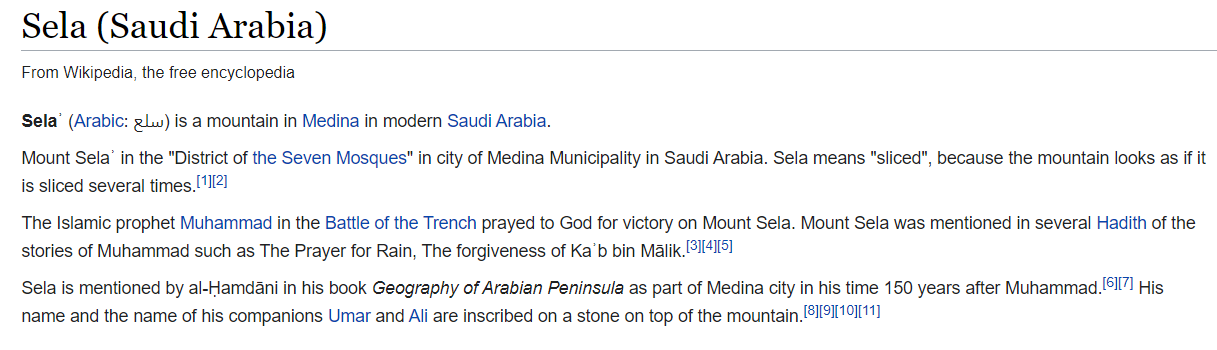 Sela (Saudi Arabia)
From Wikipedia, the free encyclopedia
Selaʾ (Arabic: سلع) is a mountain in Medina in modern Saudi Arabia.
Mount Selaʾ in the "District of the Seven Mosques" in city of Medina Municipality in Saudi Arabia. Sela means "sliced", because the mountain looks as if it
is sliced several times.[1][2]
The Islamic prophet Muhammad in the Battle of the Trench prayed to God for victory on Mount Sela. Mount Sela was mentioned in several Hadith of the
stories of Muhammad such as The Prayer for Rain, The forgiveness of Kaʾb bin Mālik.[3][4][5]
Sela is mentioned by al-Ḥamdāni in his book Geography of Arabian Peninsula as part of Medina city in his time 150 years after Muhammad.[6][7] His
name and the name of his companions Umar and Ali are inscribed on a stone on top of the mountain.[8][9][10][11]